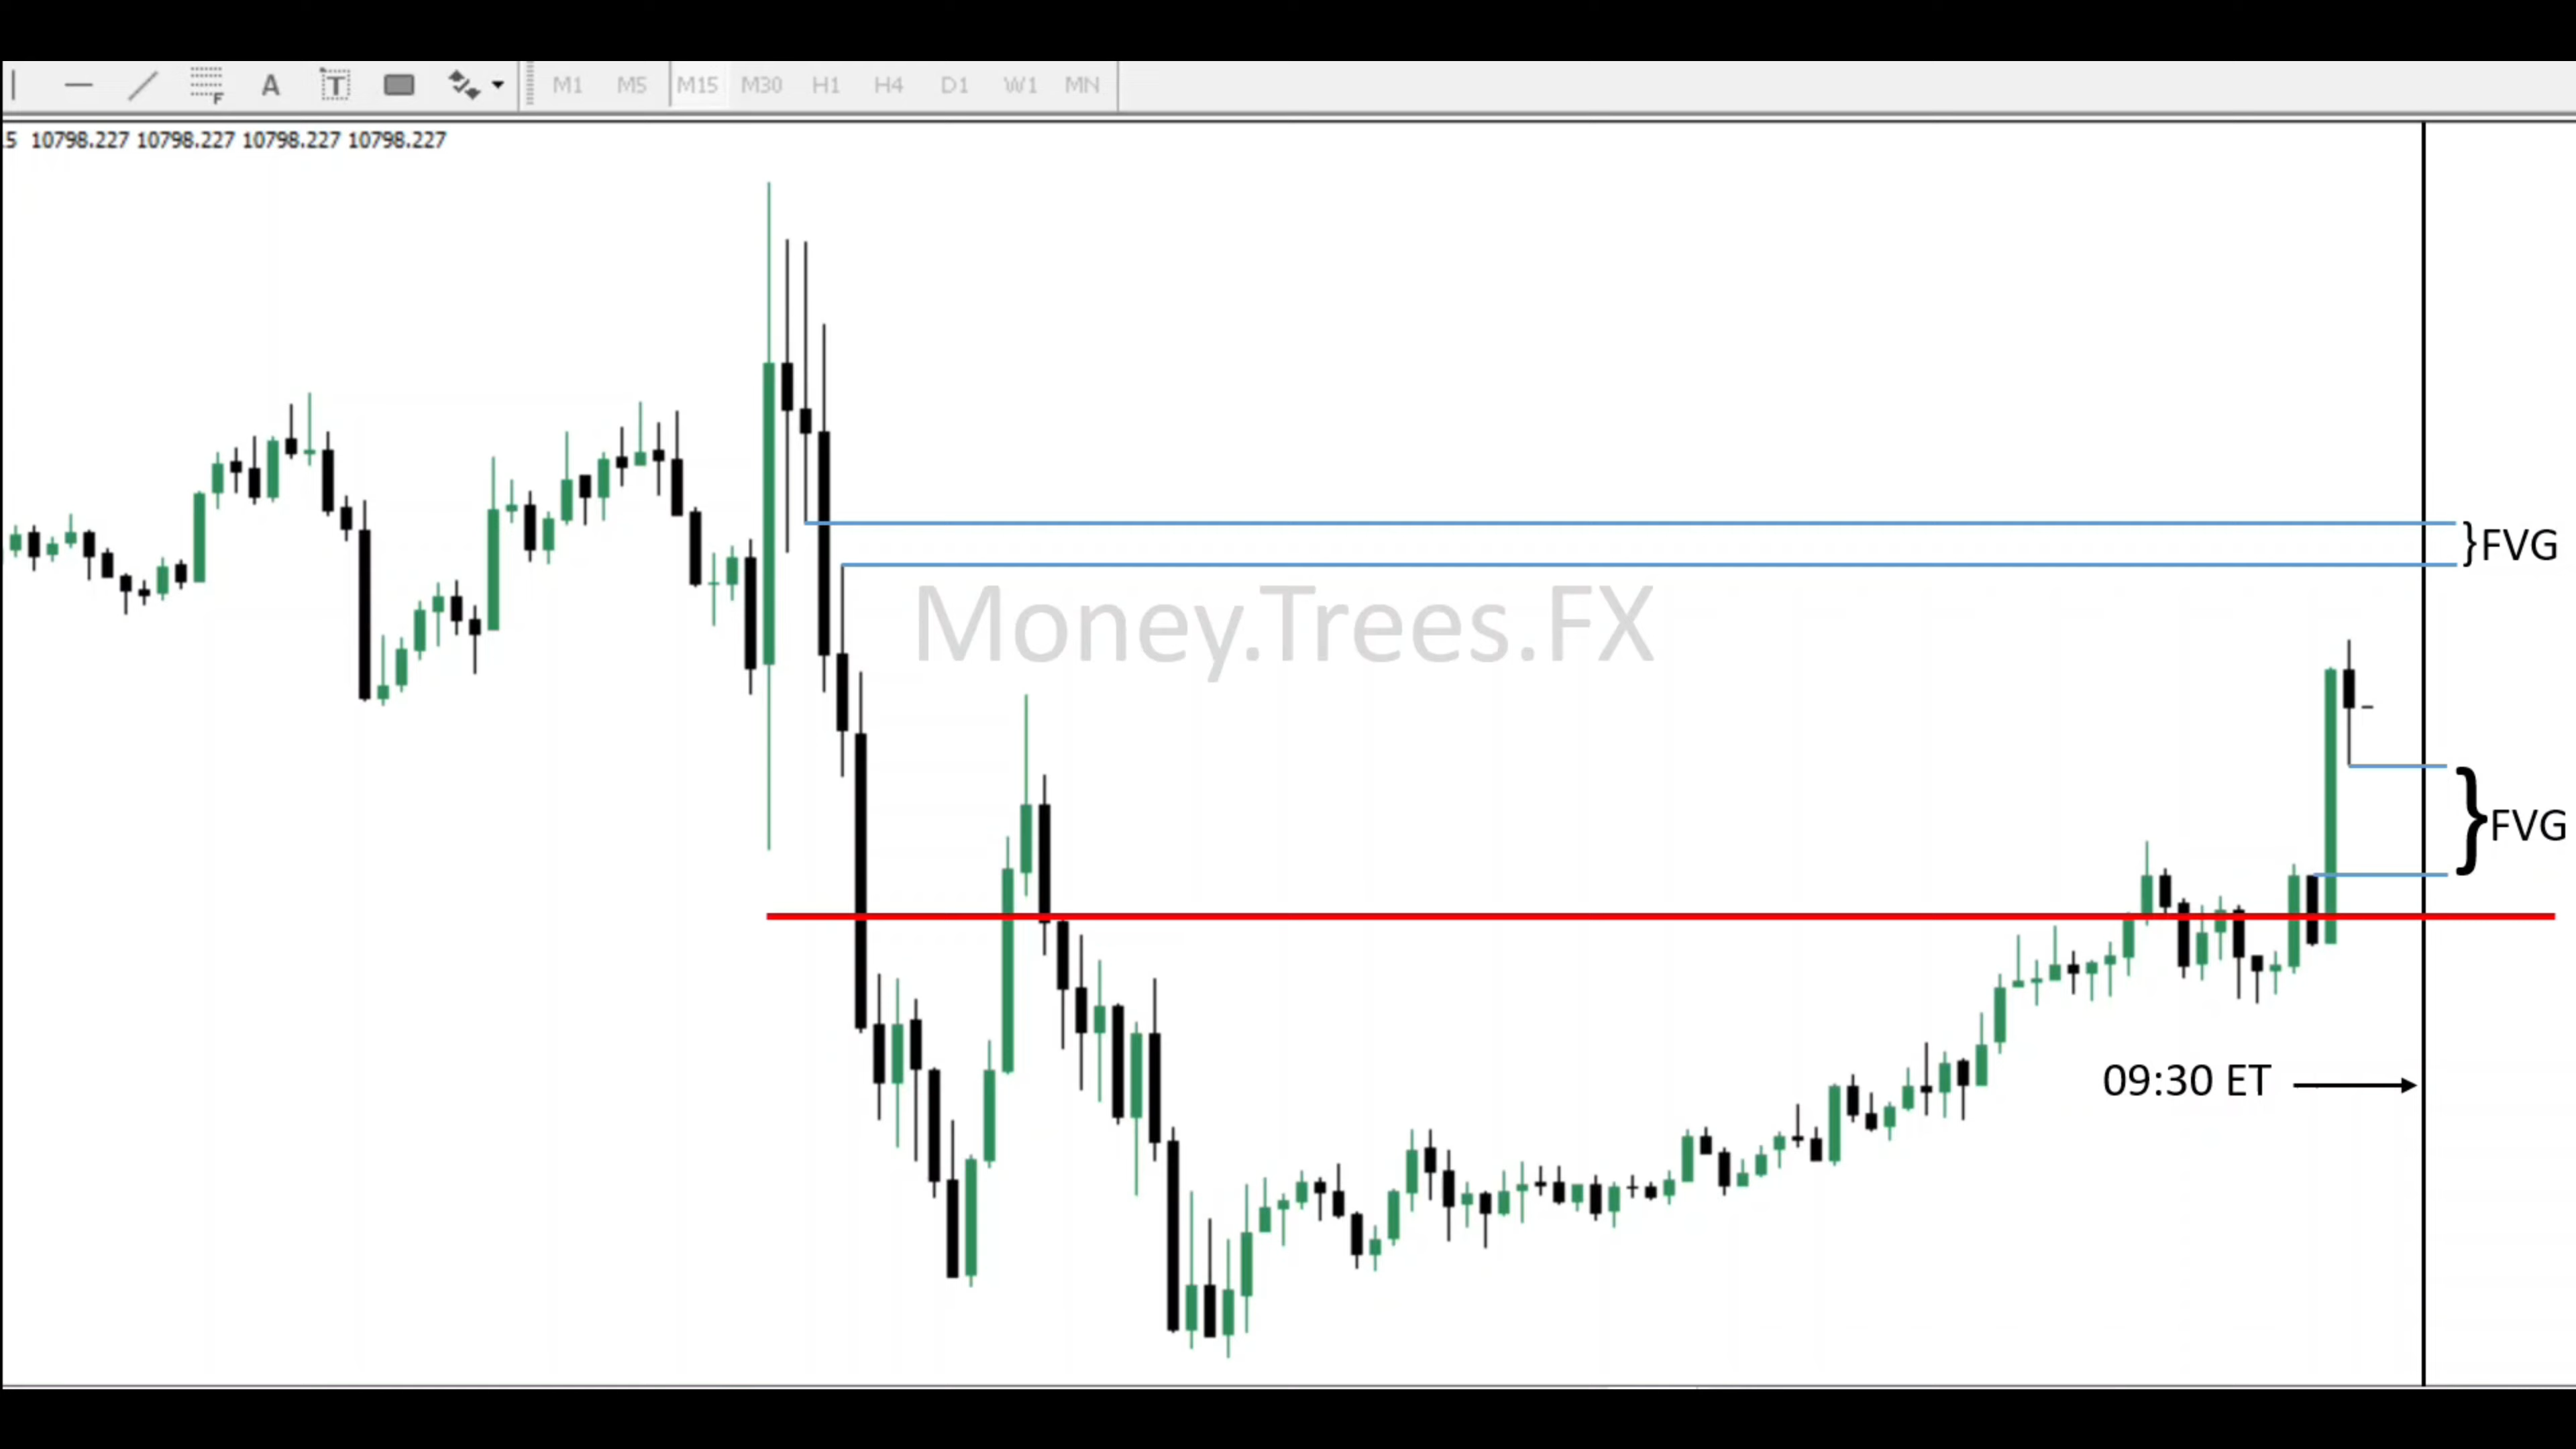 A T M1 M5 M15 M30 H1 H4 D1 W1 MN
F
.5 10798.227 10798.227 10798.227 10798.227
}FVG
Money.Trees.FX
}FVG
09:30 ET